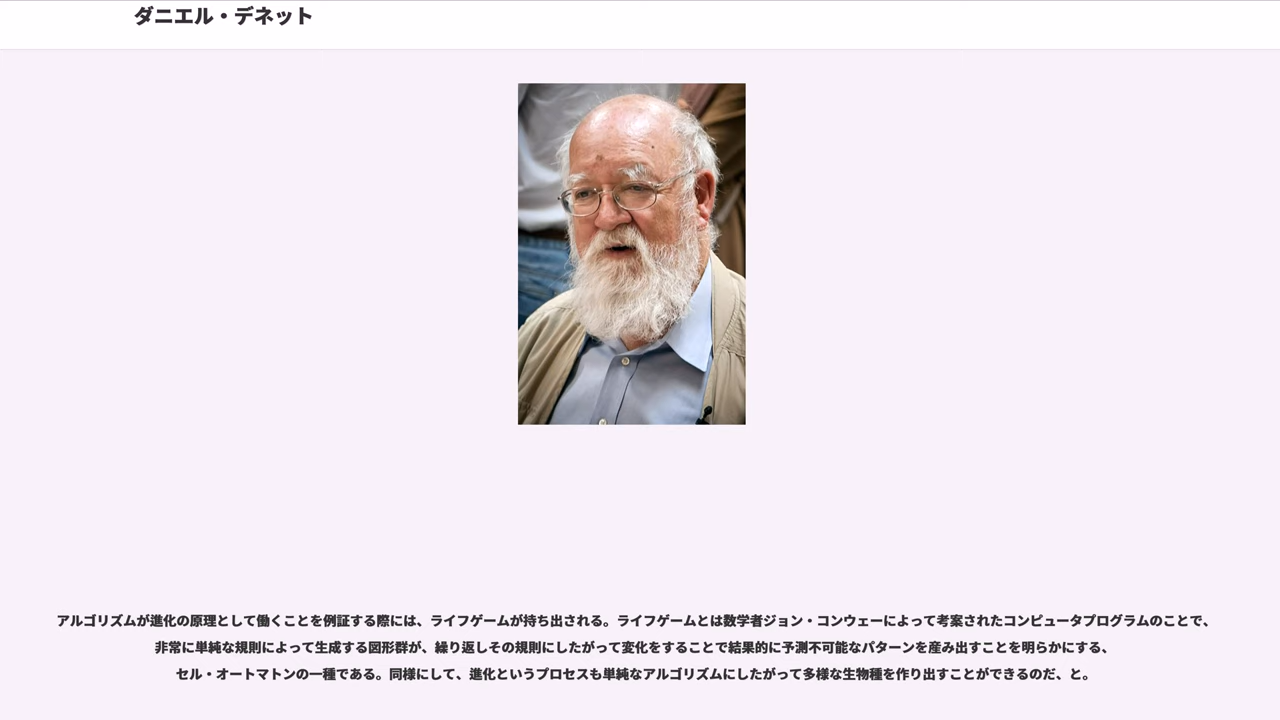 ダニエル・デネット
アルゴリズムが進化の原理として働くことを例証する際には、ライフゲームが持ち出される。ライフゲームとは数学者ジョン・コンウェーによって考案されたコンピュータプログラムのことで、
非常に単純な規則によって生成する図形群が、繰り返しその規則にしたがって変化をすることで結果的に予測不可能なパターンを産み出すことを明らかにする、
セル・オートマトンの一種である。同様にして、進化というプロセスも単純なアルゴリズムにしたがって多様な生物種を作り出すことができるのだ、と。